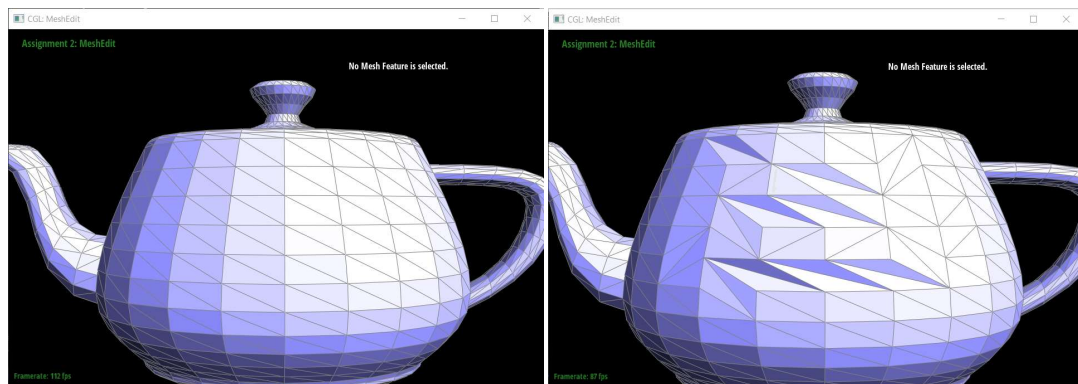 CGL: MeshEdit
Assignment 2: MeshEdit
No Mesh Feature is selected.
Framerate: 112 fps
CGL: MeshEdit
Assignment 2: MeshEdit
No Mesh Feature is selected.
Framerate: 87 fps